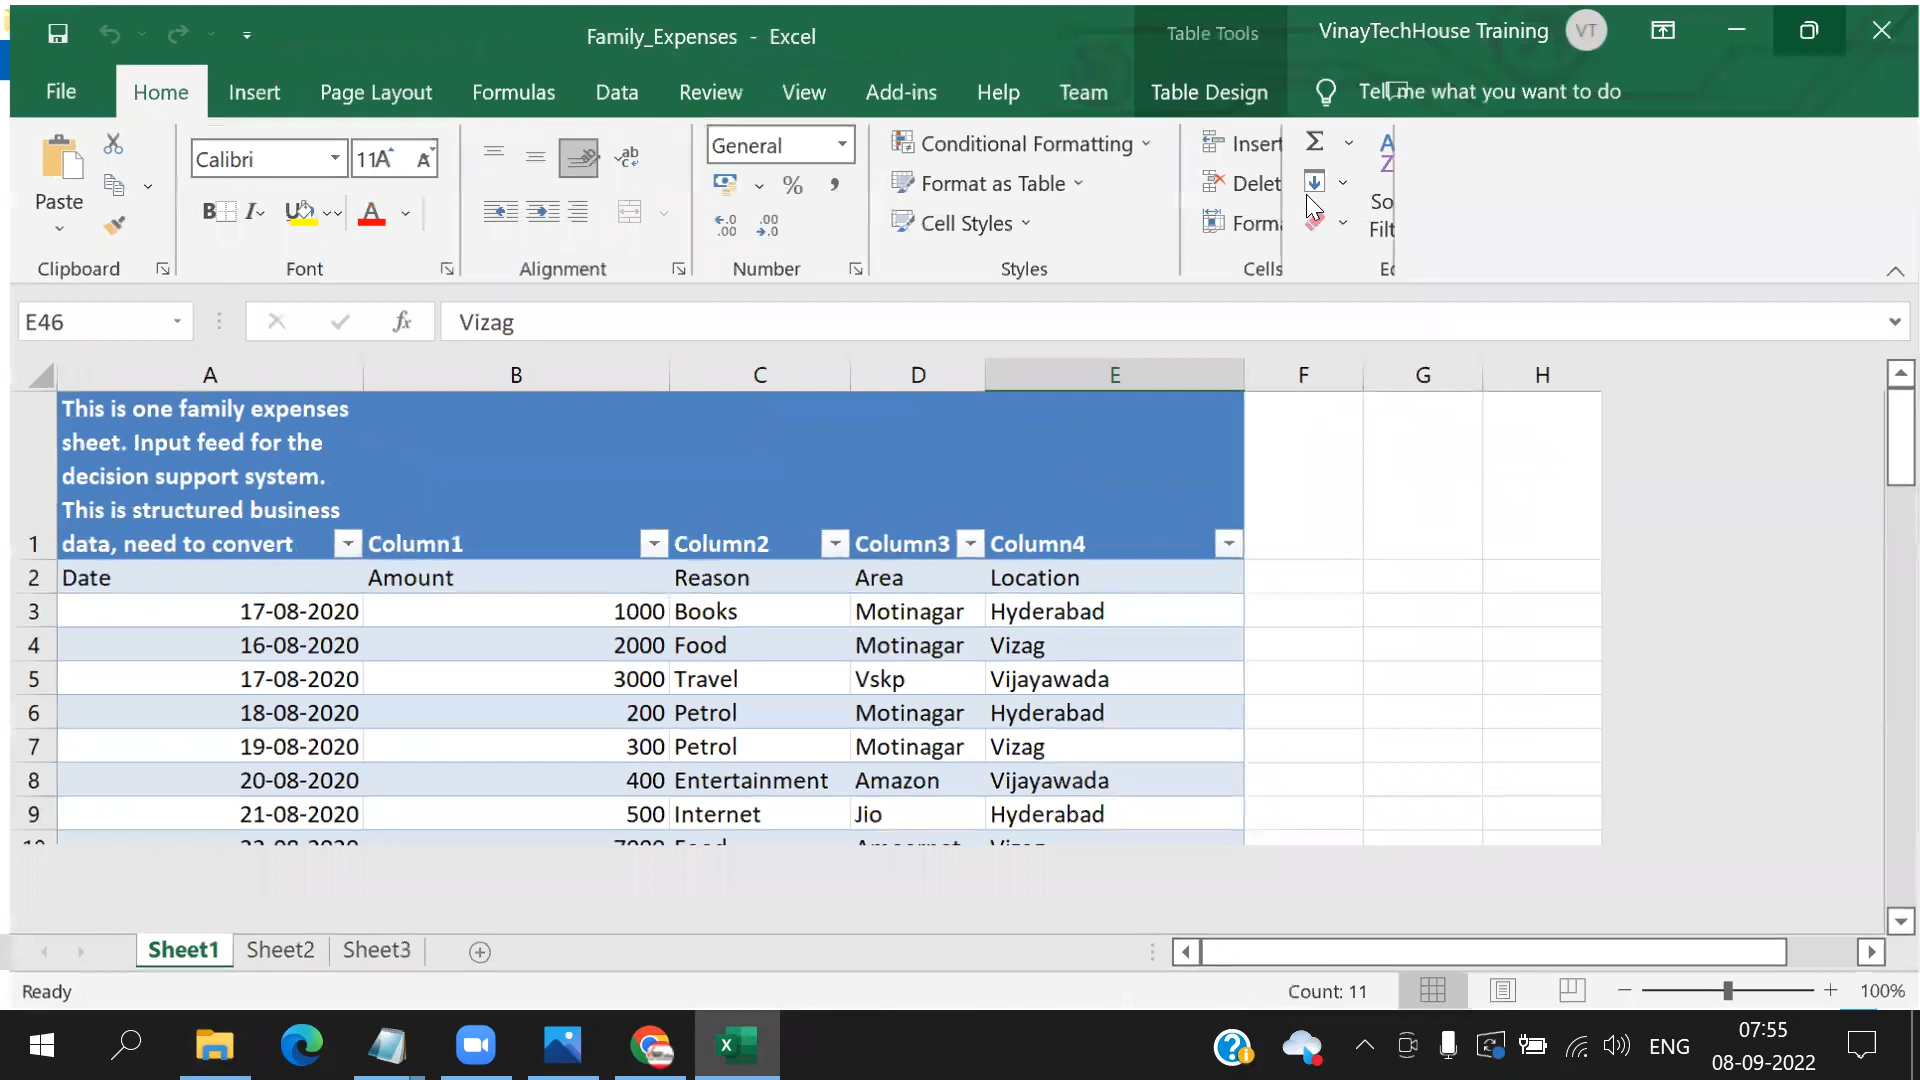 Family_Expenses - Excel
Table Tools
VinayTechHouse Training
VT
File
Home
Insert
Page Layout
Formulas
Data
Review
View
Add-ins
Help
Team
Table Design
Tell me what you want to do
Paste
Clipboard
Calibri
11
Font
Alignment
General
Number
Conditional Formatting
Format as Table
Cell Styles
Styles
Insert
Delet
Forma
Cells
So
Filt
E46
Vizag
A B C D E F G H
This is one family expenses
sheet. Input feed for the
decision support system.
This is structured business
1 data, need to convert Column1 Column2 Column3 Column4
2 Date Amount Reason Area Location
3 17-08-2020 1000 Books Motinagar Hyderabad
4 16-08-2020 2000 Food Motinagar Vizag
5 17-08-2020 3000 Travel Vskp Vijayawada
6 18-08-2020 200 Petrol Motinagar Hyderabad
7 19-08-2020 300 Petrol Motinagar Vizag
8 20-08-2020 400 Entertainment Amazon Vijayawada
9 21-08-2020 500 Internet Jio Hyderabad
Sheet1 Sheet2 Sheet3
Ready
Count: 11
100%
ENG
07:55
08-09-2022